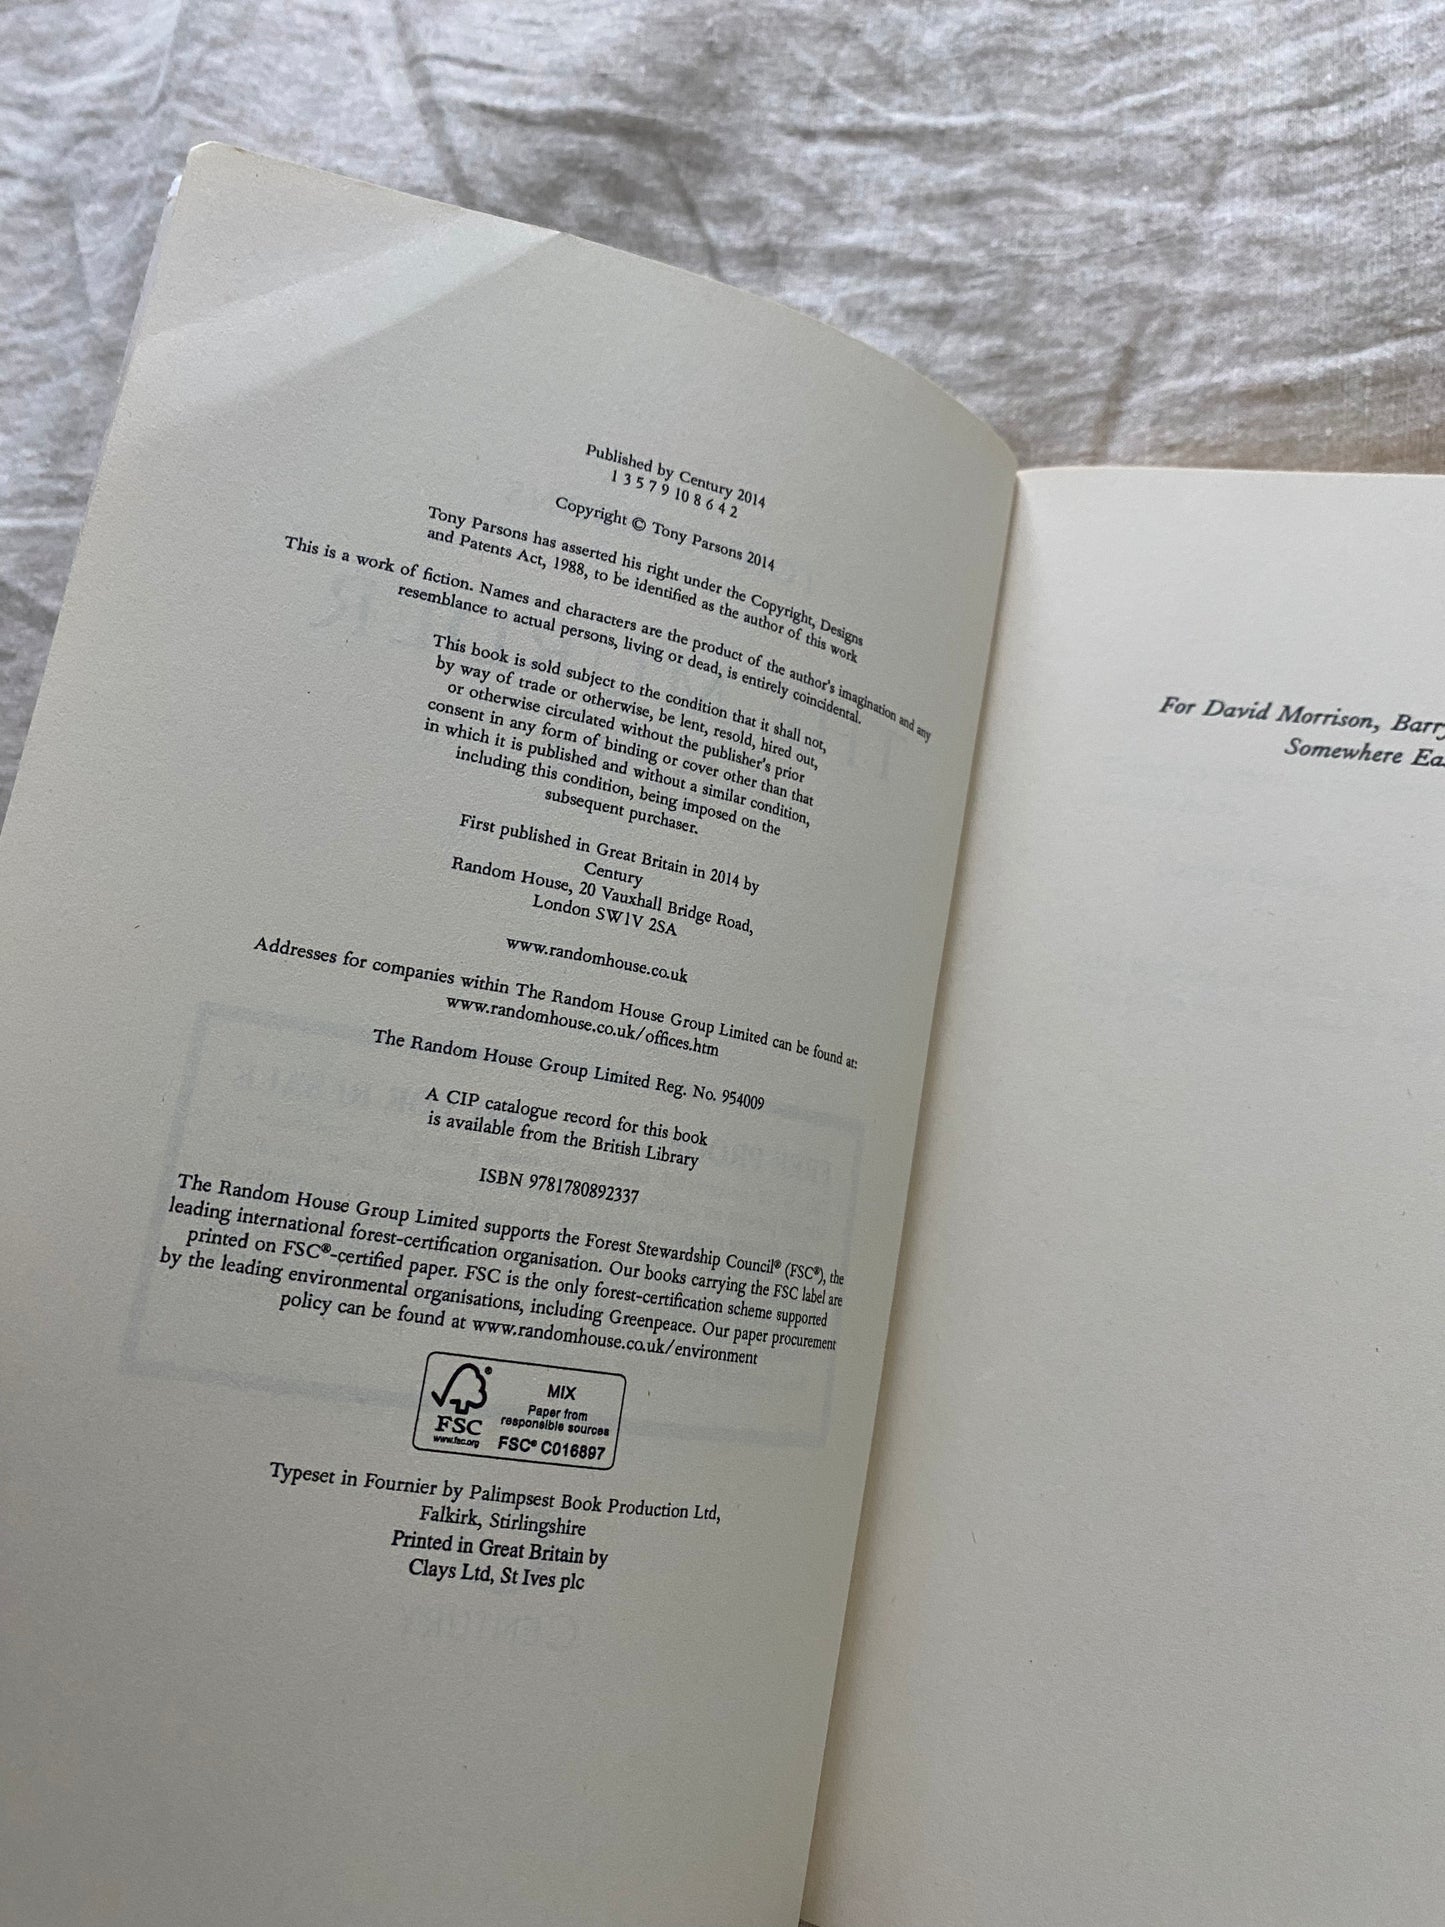 Published by Century 2014
1 3 5 7 9 10 8 6 4 2
Copyright © Tony Parsons 2014
Tony Parsons has asserted his right under the Copyright, Designs
and Patents Act, 1988, to be identified as the author of this work
This is a work of fiction. Names and characters are the product of the author's imagination and any
resemblance to actual persons, living or dead, is entirely coincidental.
This book is sold subject to the condition that it shall not,
by way of trade or otherwise, be lent, resold, hired out,
or otherwise circulated without the publisher's prior
consent in any form of binding or cover other than that
in which it is published and without a similar condition,
including this condition, being imposed on the
subsequent purchaser.
First published in Great Britain in 2014 by
Century
Random House, 20 Vauxhall Bridge Road,
London SW1V 2SA
www.randomhouse.co.uk
Addresses for companies within The Random House Group Limited can be found at:
www.randomhouse.co.uk/offices.htm
The Random House Group Limited Reg. No. 954009
A CIP catalogue record for this book
is available from the British Library
ISBN 9781780892337
The Random House Group Limited supports the Forest Stewardship Council® (FSC®), the
leading international forest-certification organisation. Our books carrying the FSC label are
printed on FSC®-certified paper. FSC is the only forest-certification scheme supported
by the leading environmental organisations, including Greenpeace. Our paper procurement
policy can be found at www.randomhouse.co.uk/environment
FSC
www.fsc.org
MIX
Paper from
responsible sources
FSC® C016897
Typeset in Fournier by Palimpsest Book Production Ltd,
Falkirk, Stirlingshire
Printed in Great Britain by
Clays Ltd, St Ives plc
For David Morrison, Barry
Somewhere Eas